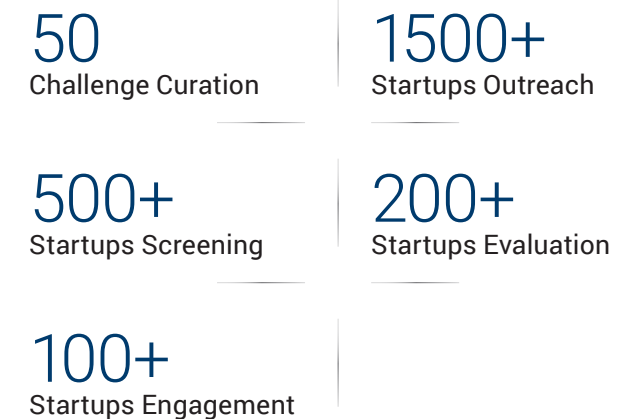 50
Challenge Curation
1500+
Startups Outreach
500+
Startups Screening
200+
Startups Evaluation
100+
Startups Engagement